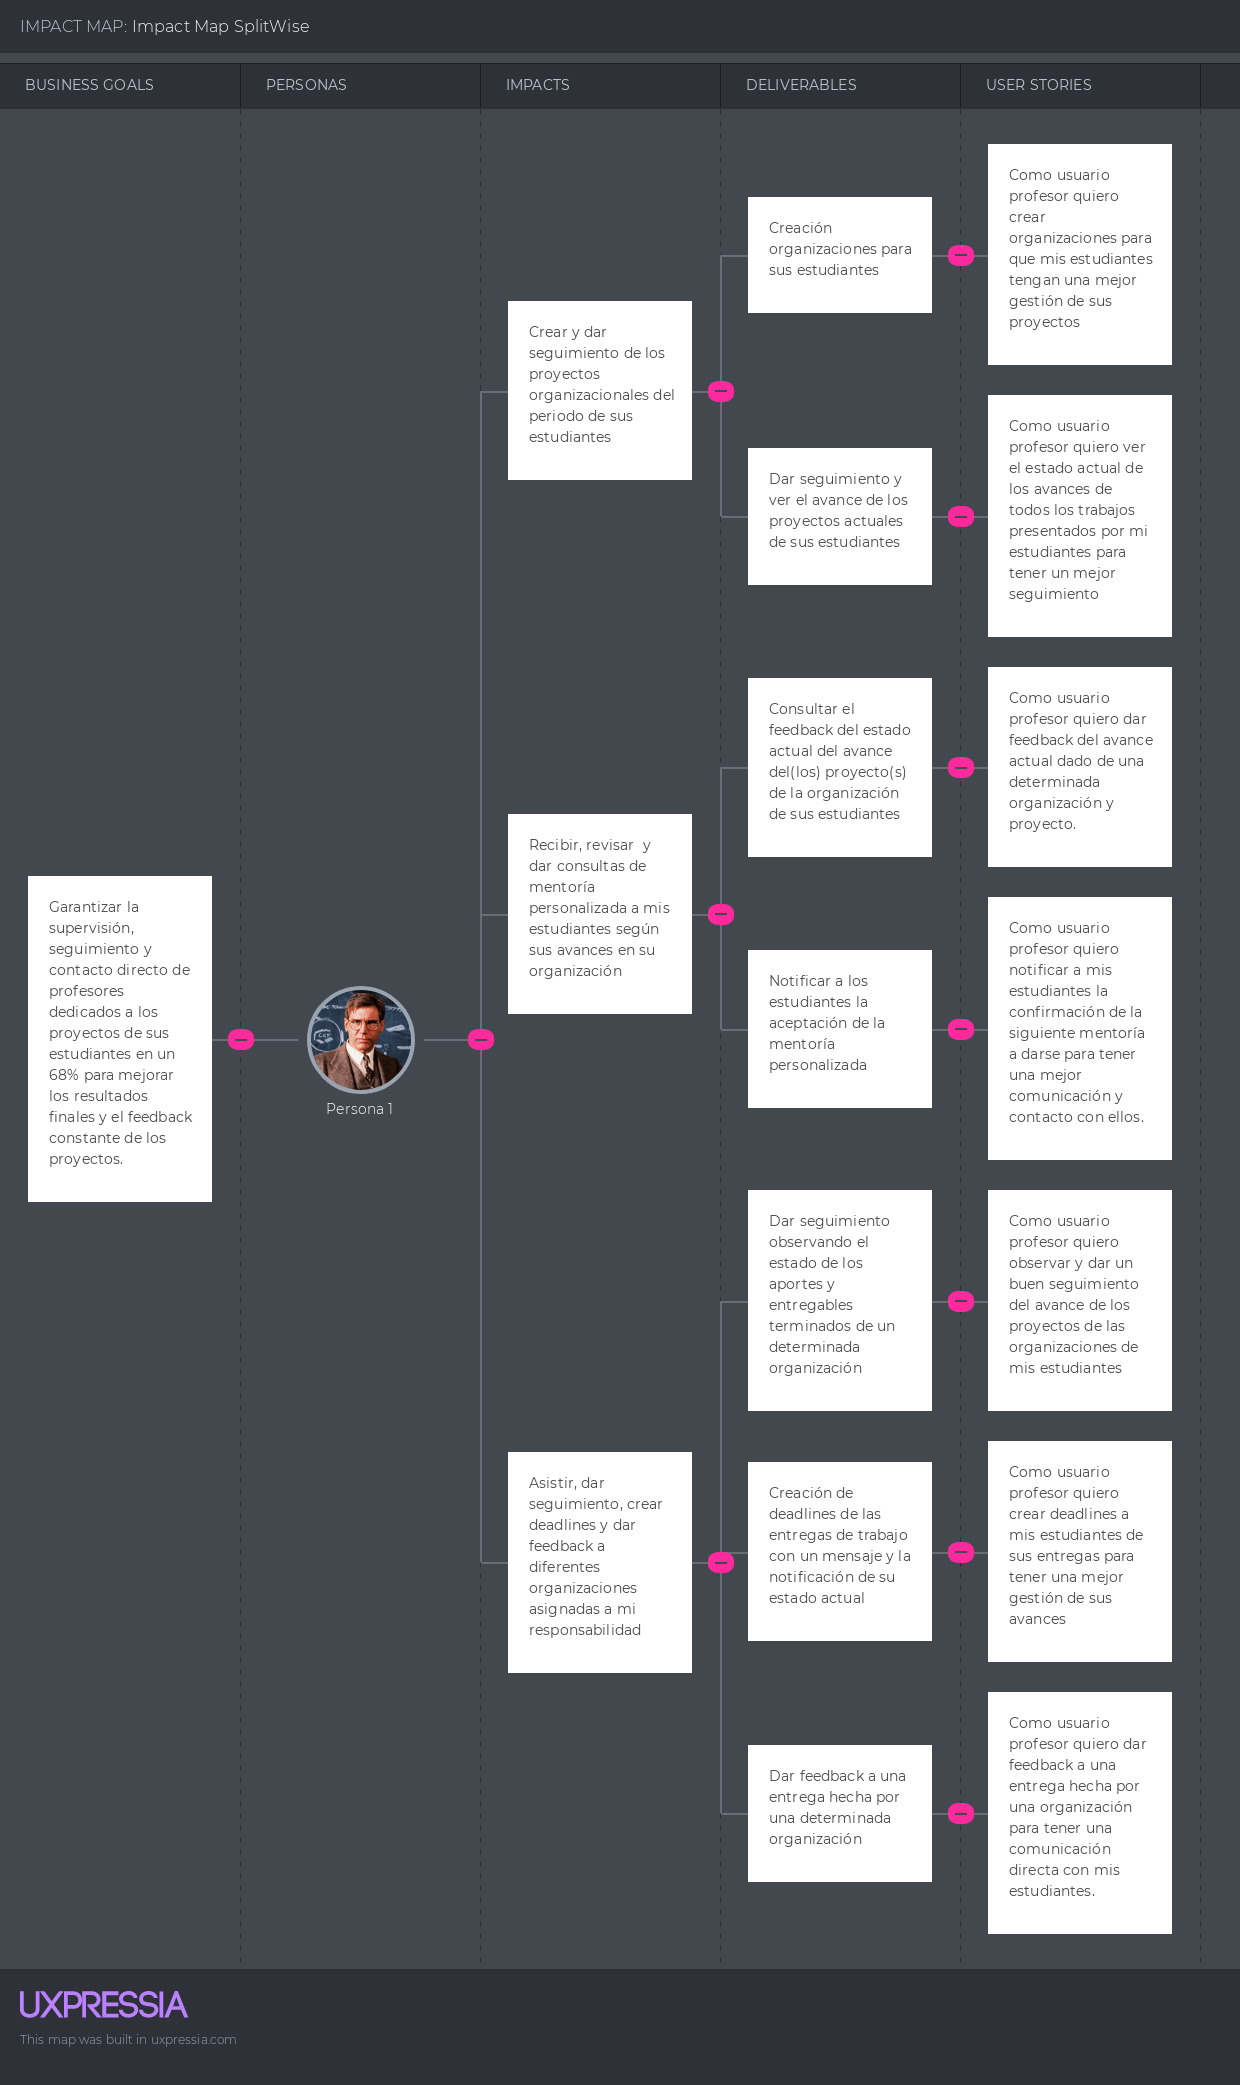 IMPACT MAP: Impact Map SplitWise
BUSINESS GOALS
PERSONAS
IMPACTS
DELIVERABLES
USER STORIES
Garantizar la
supervisión,
seguimiento y
contacto directo de
profesores
dedicados a los
proyectos de sus
estudiantes en un
68% para mejorar
los resultados
finales y el feedback
constante de los
proyectos.
Persona 1
Crear y dar
seguimiento de los
proyectos
organizacionales del
periodo de sus
estudiantes
Creación
organizaciones para
sus estudiantes
Como usuario
profesor quiero
crear
organizaciones para
que mis estudiantes
tengan una mejor
gestión de sus
proyectos
Dar seguimiento y
ver el avance de los
proyectos actuales
de sus estudiantes
Como usuario
profesor quiero ver
el estado actual de
los avances de
todos los trabajos
presentados por mi
estudiantes para
tener un mejor
seguimiento
Recibir, revisar  y
dar consultas de
mentoría
personalizada a mis
estudiantes según
sus avances en su
organización
Consultar el
feedback del estado
actual del avance
del(los) proyecto(s)
de la organización
de sus estudiantes
Como usuario
profesor quiero dar
feedback del avance
actual dado de una
determinada
organización y
proyecto.
Notificar a los
estudiantes la
aceptación de la
mentoría
personalizada
Como usuario
profesor quiero
notificar a mis
estudiantes la
confirmación de la
siguiente mentoría
a darse para tener
una mejor
comunicación y
contacto con ellos.
Asistir, dar
seguimiento, crear
deadlines y dar
feedback a
diferentes
organizaciones
asignadas a mi
responsabilidad
Dar seguimiento
observando el
estado de los
aportes y
entregables
terminados de un
determinada
organización
Como usuario
profesor quiero
observar y dar un
buen seguimiento
del avance de los
proyectos de las
organizaciones de
mis estudiantes
Creación de
deadlines de las
entregas de trabajo
con un mensaje y la
notificación de su
estado actual
Como usuario
profesor quiero
crear deadlines a
mis estudiantes de
sus entregas para
tener una mejor
gestión de sus
avances
Dar feedback a una
entrega hecha por
una determinada
organización
Como usuario
profesor quiero dar
feedback a una
entrega hecha por
una organización
para tener una
comunicación
directa con mis
estudiantes.
UXPRESSIA
This map was built in uxpressia.com